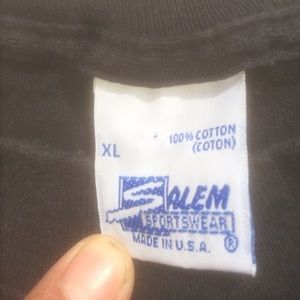 100% COTTON
(COTON)
XL
SALEM
SPORTSWEAR
MADE IN U.S.A. ®